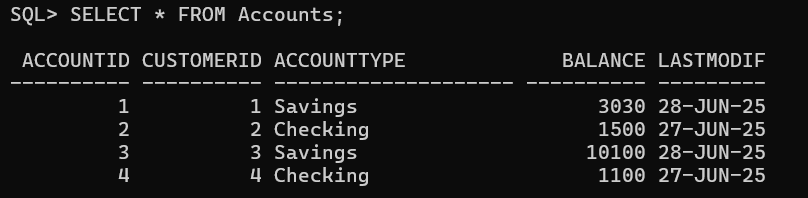 SQL> SELECT * FROM Accounts;
 ACCOUNTID CUSTOMERID ACCOUNTTYPE             BALANCE LASTMODIF
---------- ---------- -------------------- ---------- ---------
         1          1 Savings                    3030 28-JUN-25
         2          2 Checking                   1500 27-JUN-25
         3          3 Savings                   10100 28-JUN-25
         4          4 Checking                   1100 27-JUN-25